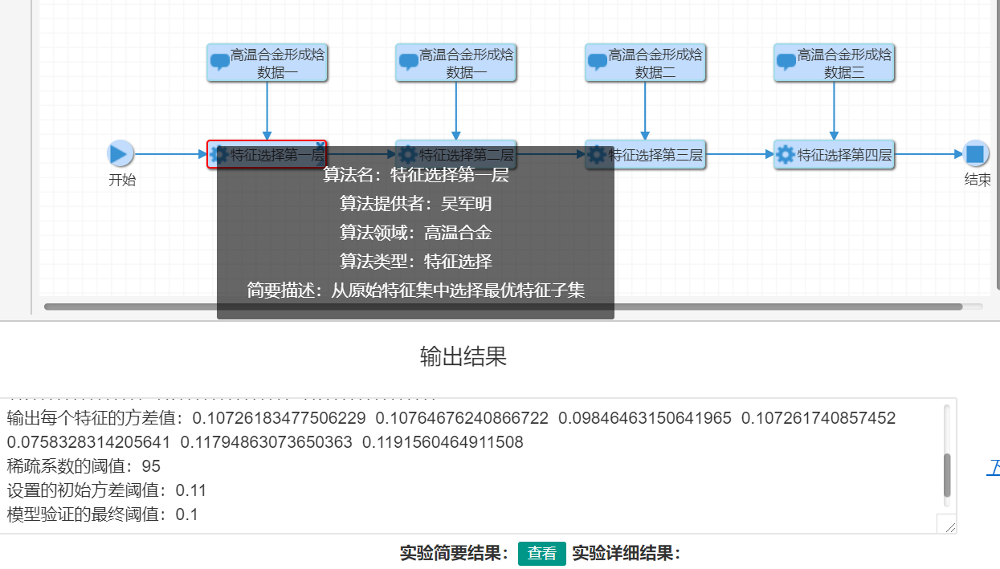 高温合金形成焓
数据一
高温合金形成焓
数据一
高温合金形成焓
数据二
高温合金形成焓
数据三
开始
特征选择第一层
特征选择第二层
特征选择第三层
特征选择第四层
结束
算法名：特征选择第一层
算法提供者：吴军明
算法领域：高温合金
算法类型：特征选择
简要描述：从原始特征集中选择最优特征子集
输出结果
输出每个特征的方差值：0.10726183477506229 0.10764676240866722 0.09846463150641965 0.107261740857452
0.0758328314205641 0.11794863073650363 0.1191560464911508
稀疏系数的阈值：95
设置的初始方差阈值：0.11
模型验证的最终阈值：0.1
实验简要结果： 查看 实验详细结果：